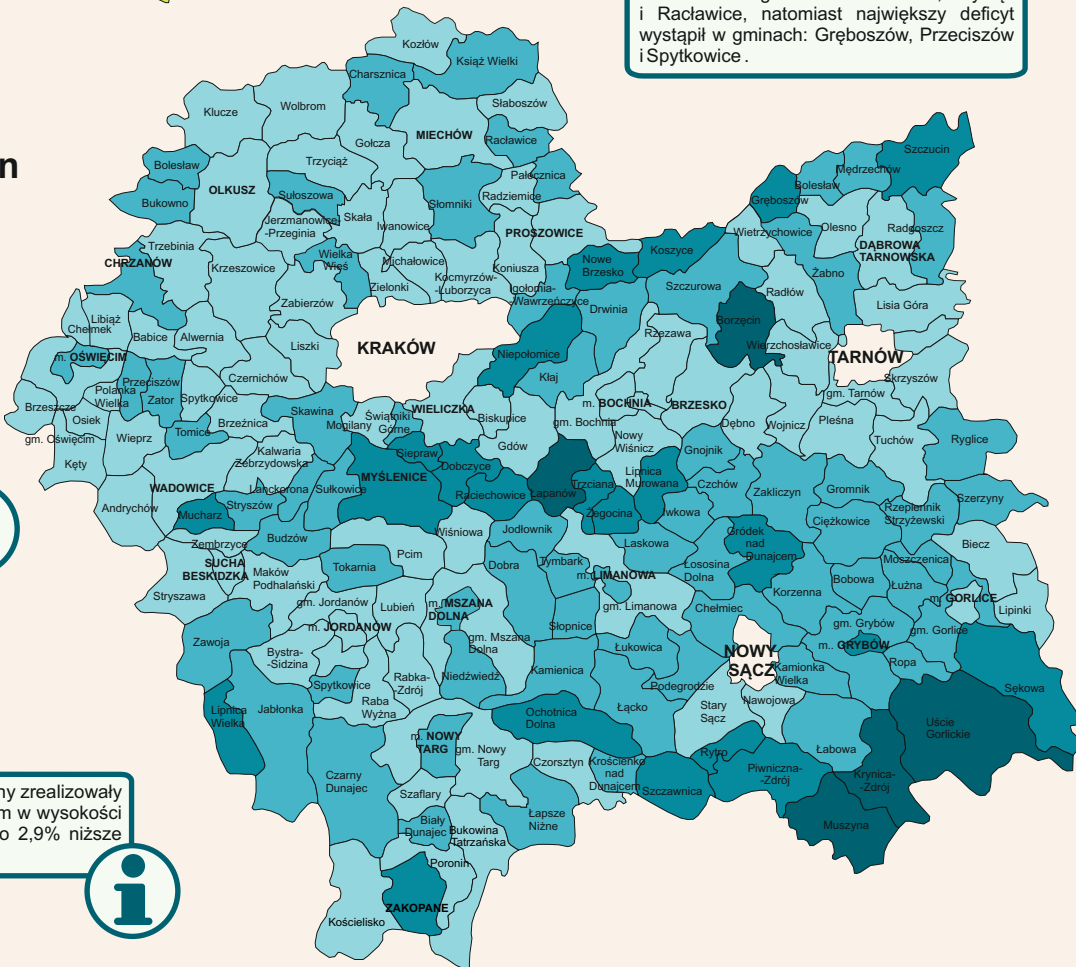 i Racławice, natomiast największy deficyt
wystąpił w gminach: Gręboszów, Przeciszów
i Spytkowice.
n
Kozłów
Książ Wielki
Charsznica
Klucze
Wolbrom
Słaboszów
MIECHÓW
Gołcza
Racławice
Szczucin
Trzyciąż
Bolesław
Pałecznica
Mędrzechów
OLKUSZ
Bolesław
Bukowno
Sułoszowa
Radziemice
Słomniki
Gręboszów
Jerzmanowice-
-Przeginia
Skała
Iwanowice
PROSZOWICE
Wietrzychowice
Olesno
Radgoszcz
Trzebinia
DĄBROWA
TARNOWSKA
CHRZANÓW
Krzeszowice
Wielka
Wieś
Michałowice
Koszyce
Nowe
Brzesko
Żabno
Zielonki
Kocmyrzów-
-Luborzyca
Koniusza
Igołomia-
-Wawrzeńczyce
Szczurowa
Radłów
Zabierzów
Drwinia
Lisia Góra
Libiąż
Chełmek
Babice
Alwernia
Liszki
KRAKÓW
Rzezawa
Borzęcin
Wierzchosławice
TARNÓW
m. OŚWIĘCIM
Niepołomice
Kłaj
Skrzyszów
Przeciszów
Czernichów
Polanka
Wielka
Zator
Spytkowice
gm. Tarnów
Brzeszcze
Osiek
Brzeźnica
Skawina
Mogilany
Świątniki
Górne
WIELICZKA
Biskupice
m. BOCHNIA
BRZESKO
gm. Bochnia
Dębno
Wojnicz
Pleśna
gm. Oświęcim
Wieprz
Tomice
Tuchów
Ryglice
Kęty
Kalwaria
Zebrzydowska
Siepraw
Dobczyce
Gdów
Nowy
Wiśnicz
Gnojnik
WADOWICE
Lanckorona
Sułkowice
MYŚLENICE
Raciechowice
Łapanów
Trzciana
Lipnica
Murowana
Czchów
Zakliczyn
Gromnik
Szerzyny
Andrychów
Mucharz
Stryszów
Żegocina
Iwkowa
Rzepiennik
Strzyżewski
Ciężkowice
Zembrzyce
Budzów
Wiśniowa
Jodłownik
Laskowa
Gródek
nad
Dunajcem
Biecz
SUCHA
BESKIDZKA
Maków
Podhalański
Tokarnia
Pcim
Dobra
Tymbark
m. LIMANOWA
Łososina
Dolna
Moszczenica
Bobowa
Łużna
Stryszawa
gm. Jordanów
Lubień
m. MSZANA
DOLNA
gm. Limanowa
Chełmiec
Korzenna
m. GORLICE
Lipinki
Zawoja
m. JORDANÓW
Słopnice
gm. Grybów
gm. Gorlice
Bystra-
-Sidzina
gm. Mszana
Dolna
Łukowica
NOWY
SĄCZ
m.. GRYBÓW
Spytkowice
Rabka-
-Zdrój
Niedźwiedź
Kamienica
Kamionka
Wielka
Ropa
Sękowa
Lipnica
Wielka
Jabłonka
Raba
Wyżna
Podegrodzie
Łącko
Stary
Sącz
Nawojowa
Ochotnica
Dolna
Uście
Gorlickie
m. NOWY
TARG
gm. Nowy
Targ
Czorsztyn
Krościenko
nad
Dunajcem
Rytro
Łabowa
Czarny
Dunajec
Piwniczna-
-Zdrój
Krynica-
-Zdrój
Szaflary
Szczawnica
Biały
Dunajec
Bukowina
Tatrzańska
Łapsze
Niżne
Muszyna
Poronin
ZAKOPANE
Kościelisko
ny zrealizowały
m w wysokości
o 2,9% niższe